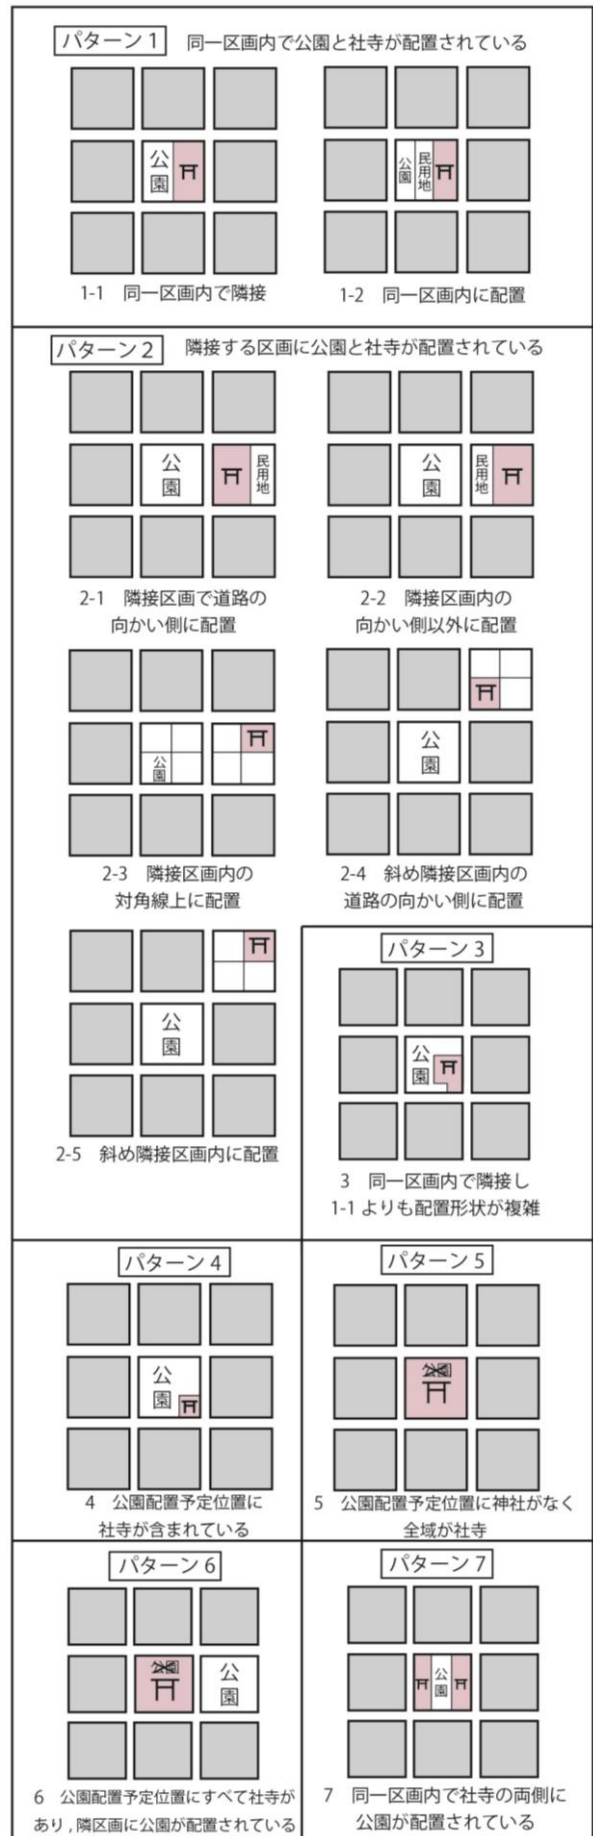 パターン 1
同一区画内で公園と社寺が配置されている
公園
公園
民用地
1-1 同一区画内で隣接
1-2 同一区画内に配置
パターン 2
隣接する区画に公園と社寺が配置されている
公園
民用地
公園
民用地
2-1 隣接区画で道路の
向かい側に配置
2-2 隣接区画内の
向かい側以外に配置
公園
公園
2-3 隣接区画内の
対角線上に配置
2-4 斜め隣接区画内の
道路の向かい側に配置
公園
2-5 斜め隣接区画内に配置
パターン 3
公園
3 同一区画内で隣接し
1-1 よりも配置形状が複雑
パターン 4
公園
4 公園配置予定位置に
社寺が含まれている
パターン 5
公園
5 公園配置予定位置に神社がなく
全域が社寺
パターン 6
公園
公園
6 公園配置予定位置にすべて社寺が
あり , 隣区画に公園が配置されている
パターン 7
公園
7 同一区画内で社寺の両側に
公園が配置されている